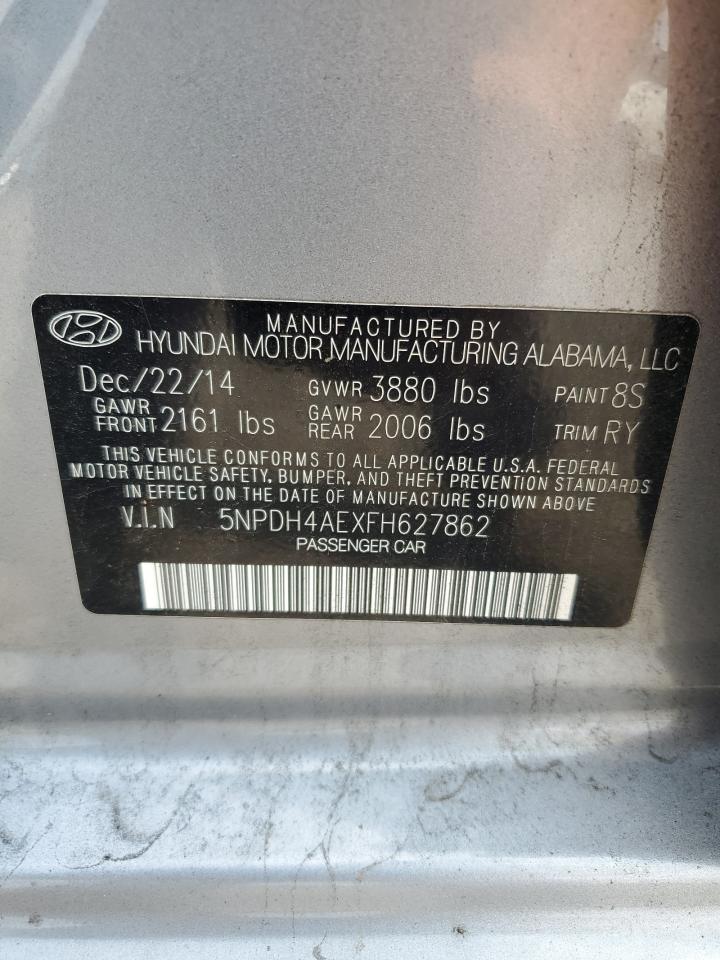 MANUFACTURED BY
HYUNDAI MOTOR MANUFACTURING ALABAMA, LLC
Dec/22/14 GVWR 3880 lbs PAINT 8S
GAWR FRONT 2161 lbs GAWR REAR 2006 lbs TRIM RY
THIS VEHICLE CONFORMS TO ALL APPLICABLE U.S.A. FEDERAL
MOTOR VEHICLE SAFETY, BUMPER, AND THEFT PREVENTION STANDARDS
IN EFFECT ON THE DATE OF MANUFACTURE SHOWN ABOVE
V.I.N 5NPDH4AEXFH627862
PASSENGER CAR